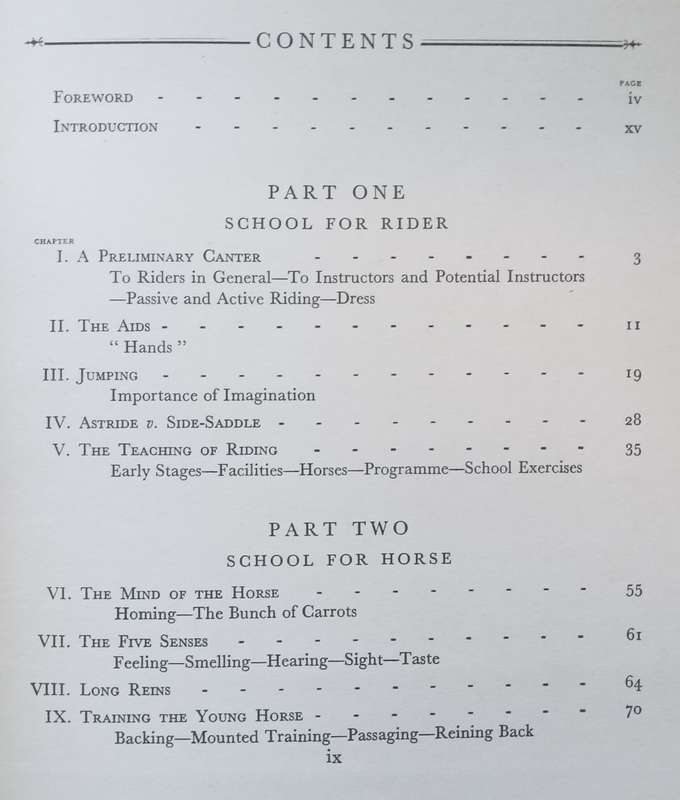 CONTENTS
PAGE
FOREWORD - - - - - - - - - - - - iv
INTRODUCTION - - - - - - - - - - - xv
PART ONE
SCHOOL FOR RIDER
CHAPTER
I. A PRELIMINARY CANTER - - - - - - - - 3
To Riders in General—To Instructors and Potential Instructors
—Passive and Active Riding—Dress
II. THE AIDS - - - - - - - - - - - - 11
“ Hands ”
III. JUMPING - - - - - - - - - - - - 19
Importance of Imagination
IV. ASTRIDE v. SIDE-SADDLE - - - - - - - - - 28
V. THE TEACHING OF RIDING - - - - - - - - 35
Early Stages—Facilities—Horses—Programme—School Exercises
PART TWO
SCHOOL FOR HORSE
VI. THE MIND OF THE HORSE - - - - - - - - 55
Homing—The Bunch of Carrots
VII. THE FIVE SENSES - - - - - - - - - - 61
Feeling—Smelling—Hearing—Sight—Taste
VIII. LONG REINS - - - - - - - - - - - 64
IX. TRAINING THE YOUNG HORSE - - - - - - - - 70
Backing—Mounted Training—Passaging—Reining Back
ix